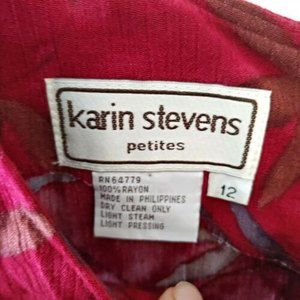 karin stevens
petites
12
RN 64779
100% RAYON
MADE IN PHILIPPINES
DRY CLEAN ONLY
LIGHT STEAM
LIGHT PRESSING